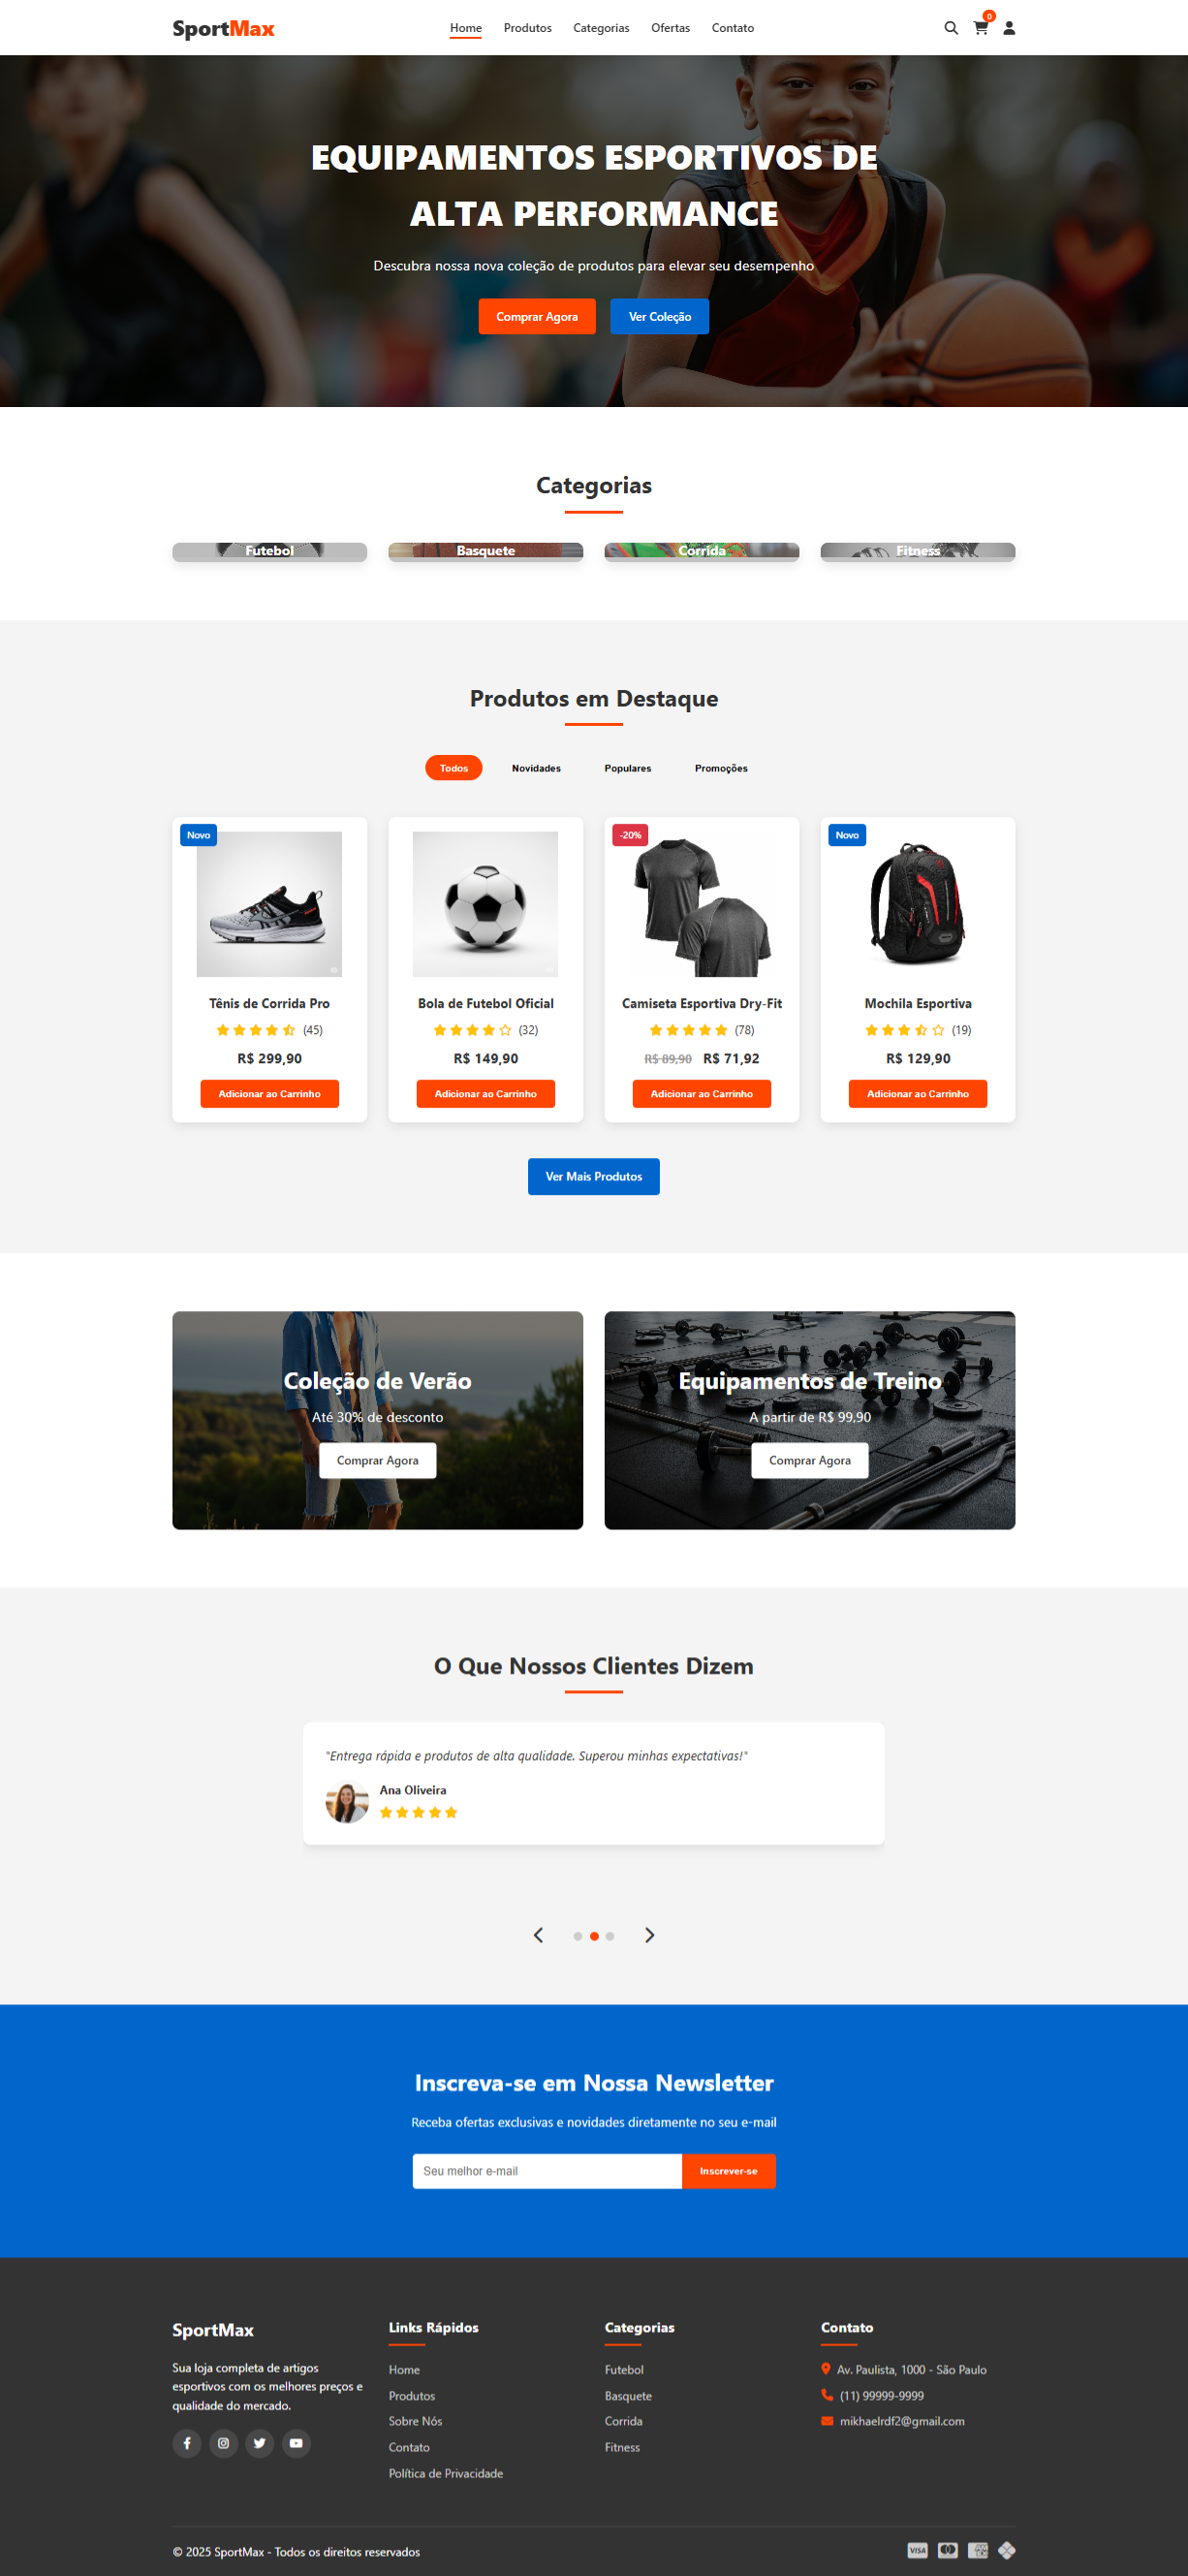 SportMax
Home Produtos Categorias Ofertas Contato
0
EQUIPAMENTOS ESPORTIVOS DE
ALTA PERFORMANCE
Descubra nossa nova coleção de produtos para elevar seu desempenho
Comprar Agora Ver Coleção
Categorias
Futebol Basquete Corrida Fitness
Produtos em Destaque
Todos Novidades Populares Promoções
Novo
Tênis de Corrida Pro
(45)
R$ 299,90
Adicionar ao Carrinho
Bola de Futebol Oficial
(32)
R$ 149,90
Adicionar ao Carrinho
-20%
Camiseta Esportiva Dry-Fit
(78)
R$ 89,90 R$ 71,92
Adicionar ao Carrinho
Novo
Mochila Esportiva
(19)
R$ 129,90
Adicionar ao Carrinho
Ver Mais Produtos
Coleção de Verão
Até 30% de desconto
Comprar Agora
Equipamentos de Treino
A partir de R$ 99,90
Comprar Agora
O Que Nossos Clientes Dizem
"Entrega rápida e produtos de alta qualidade. Superou minhas expectativas!"
Ana Oliveira
Inscreva-se em Nossa Newsletter
Receba ofertas exclusivas e novidades diretamente no seu e-mail
Seu melhor e-mail Inscrever-se
SportMax
Sua loja completa de artigos
esportivos com os melhores preços e
qualidade do mercado.
Links Rápidos
Home
Produtos
Sobre Nós
Contato
Política de Privacidade
Categorias
Futebol
Basquete
Corrida
Fitness
Contato
Av. Paulista, 1000 - São Paulo
(11) 99999-9999
mikhaelrdf2@gmail.com
© 2025 SportMax - Todos os direitos reservados
VISA